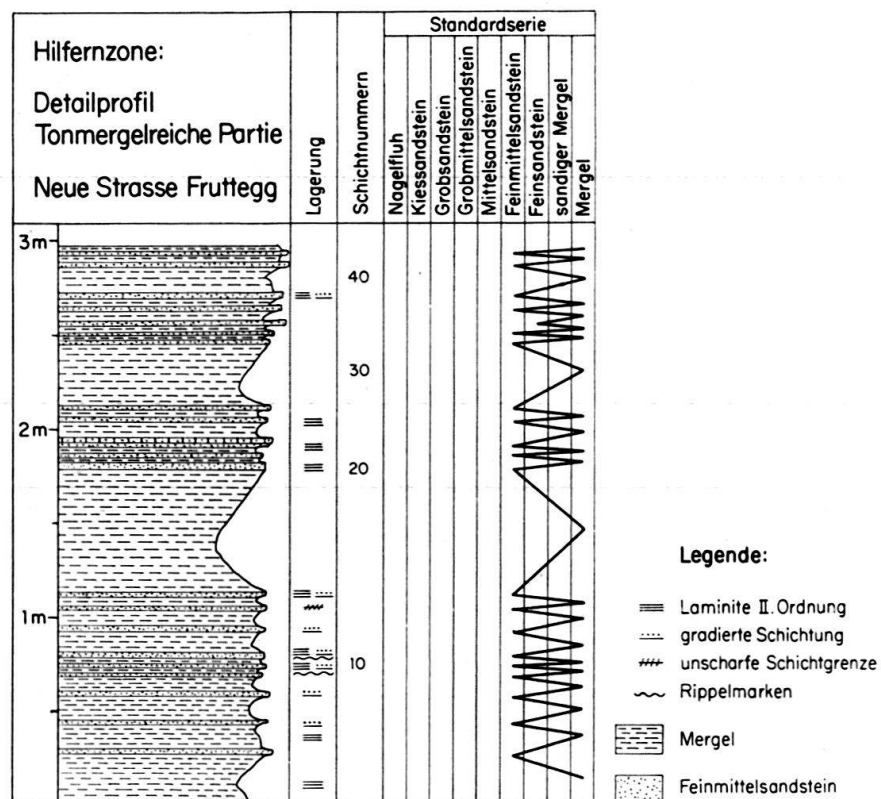 Hilfernzone:
Detailprofil
Tonmergelreiche Partie
Neue Strasse Fruttegg
Lagerung
Schichtnummern
Standardserie
Nagelfluh
Kiessandstein
Grobsandstein
Grobmittelsandstein
Mittelsandstein
Feinmittelsandstein
Feinsandstein
sandiger Mergel
Mergel
3m
40
30
2m
20
1m
10
Legende:
Laminite II. Ordnung
gradierte Schichtung
unscharfe Schichtgrenze
Rippelmarken
Mergel
Feinmittelsandstein